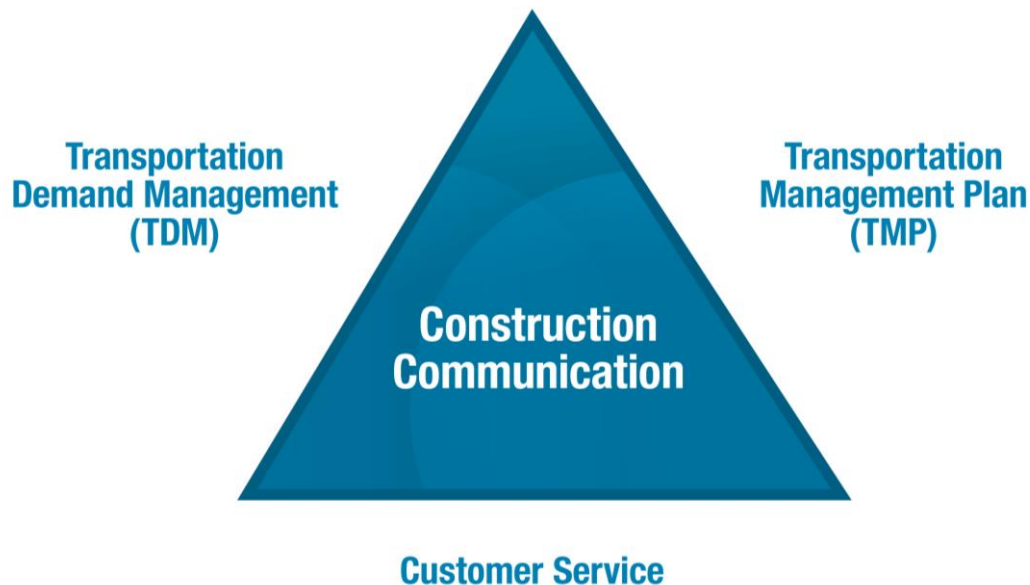 Transportation
Demand Management
(TDM)
Transportation
Management Plan
(TMP)
Construction
Communication
Customer Service